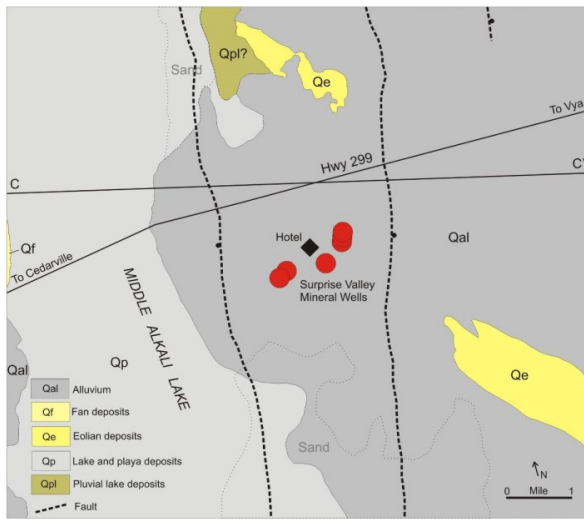 Qpl?
Sand
Qe
To Vya
Hwy 299
C
C'
Qf
Hotel
Qal
To Cedarville
Surprise Valley
Mineral Wells
MIDDLE ALKALI LAKE
Qal
Qp
Qe
Qal Alluvium
Qf Fan deposits
Qe Eolian deposits
Qp Lake and playa deposits
Qpl Pluvial lake deposits
Fault
Sand
N
0 Mile 1